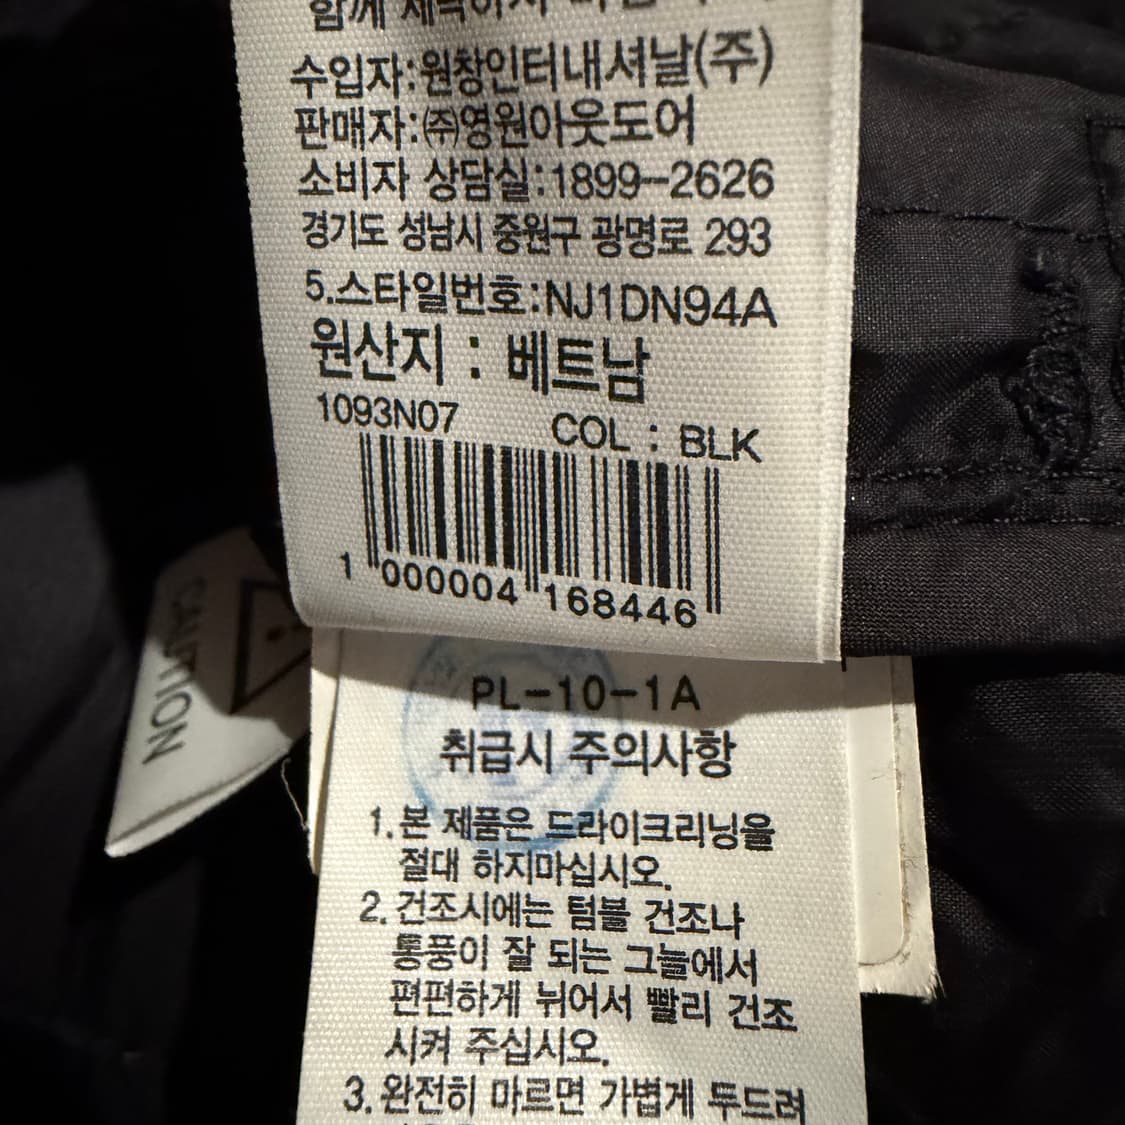 함께 세탁하지
수입자:원창인터내셔날(주)
판매자:㈜영원아웃도어
소비자 상담실:1899-2626
경기도 성남시 중원구 광명로 293
5.스타일번호:NJ1DN94A
원산지 : 베트남
1093N07 COL : BLK
1 000004 168446
CAUTION
PL-10-1A
취급시 주의사항
1. 본 제품은 드라이크리닝을
절대 하지마십시오.
2. 건조시에는 텀블 건조나
통풍이 잘 되는 그늘에서
편편하게 뉘어서 빨리 건조
시켜 주십시오.
3. 완전히 마르면 가볍게 두드려